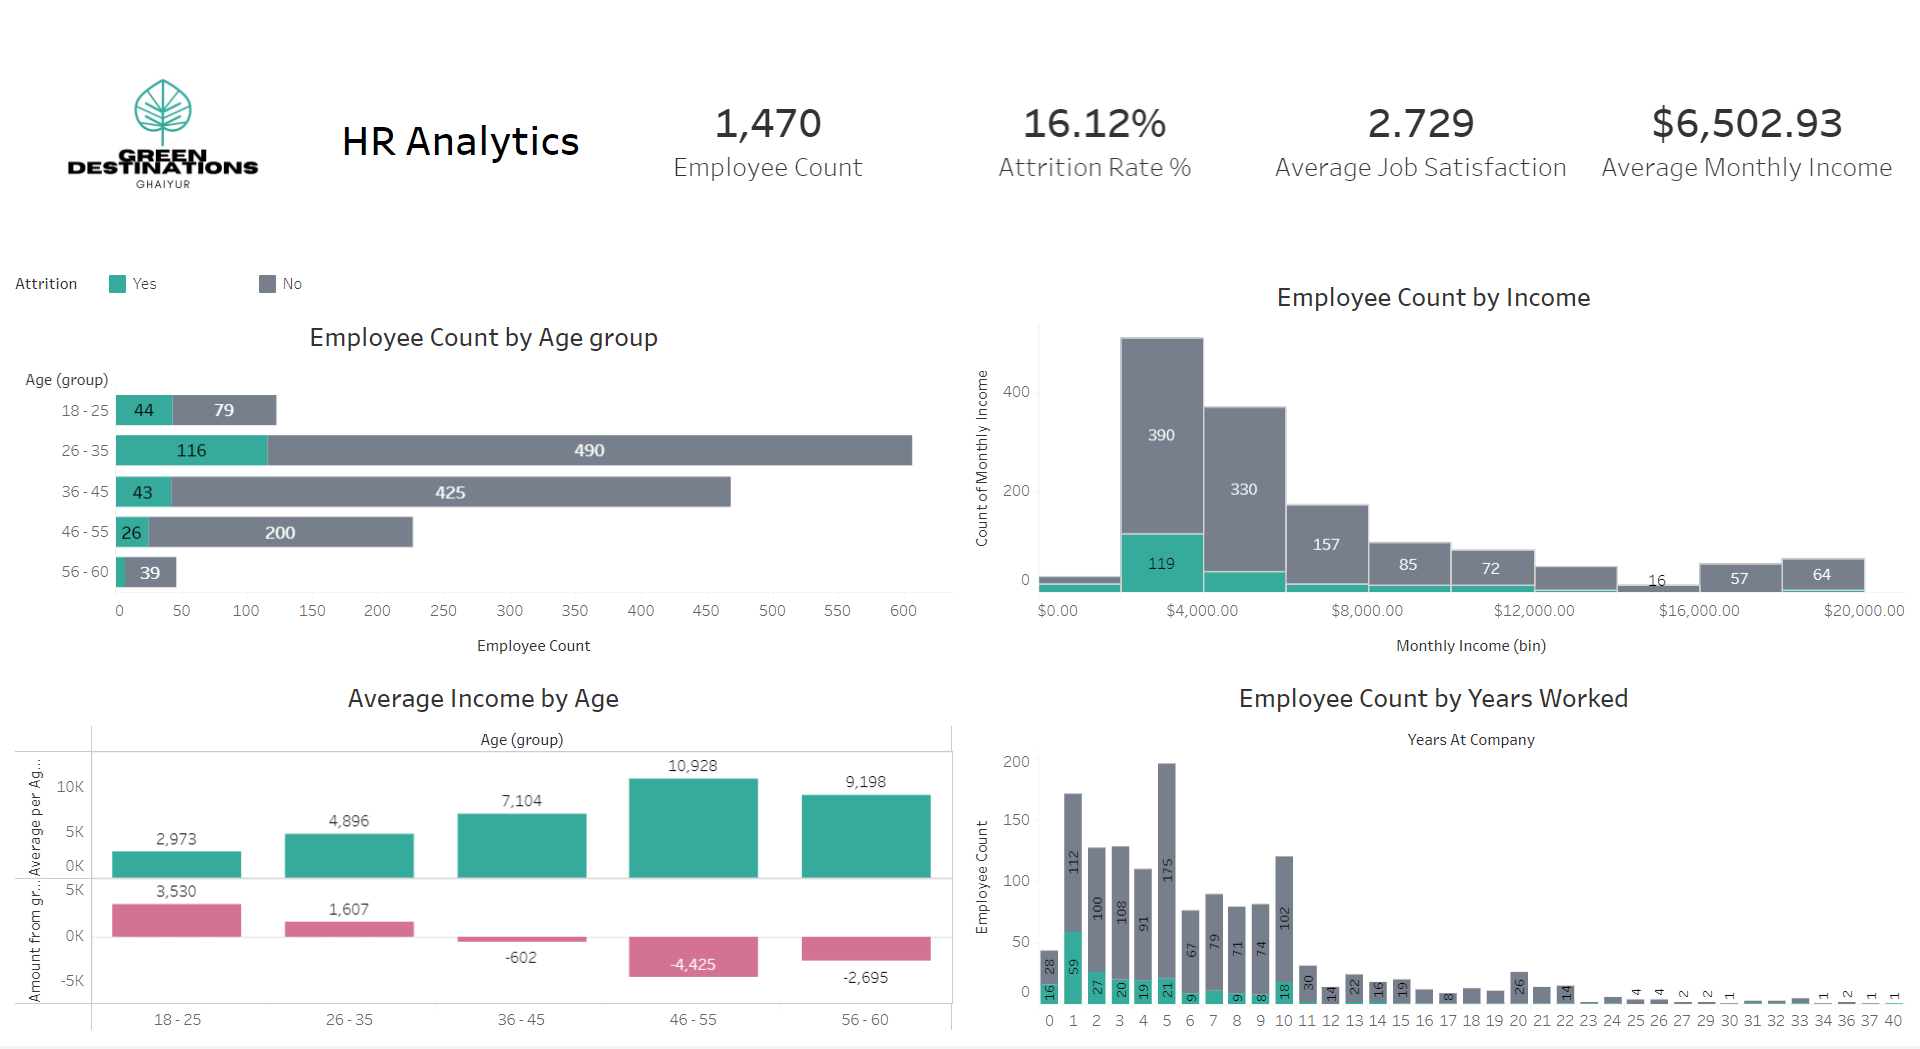 GREEN
DESTINATIONS
GHAIYUR
HR Analytics
1,470
Employee Count
16.12%
Attrition Rate %
2.729
Average Job Satisfaction
$6,502.93
Average Monthly Income
Attrition Yes No
Employee Count by Age group
Age (group)
18 - 25 44 79
26 - 35 116 490
36 - 45 43 425
46 - 55 26 200
56 - 60 39
0 50 100 150 200 250 300 350 400 450 500 550 600
Employee Count
Employee Count by Income
Count of Monthly Income
400
200
0
390
119
330
157
85
72
16
57
64
$0.00 $4,000.00 $8,000.00 $12,000.00 $16,000.00 $20,000.00
Monthly Income (bin)
Average Income by Age
Age (group)
Average per Ag...
10K
5K
0K
2,973
4,896
7,104
10,928
9,198
Amount from gr...
5K
0K
-5K
3,530
1,607
-602
-4,425
-2,695
18 - 25 26 - 35 36 - 45 46 - 55 56 - 60
Employee Count by Years Worked
Years At Company
Employee Count
200
150
100
50
0
28
16
112
59
100
27
108
20
91
19
175
21
67
9
79
71
9
74
8
102
18
30
14
22
16
19
8
26
14
4
4
2
2
1
1
2
1
1
0 1 2 3 4 5 6 7 8 9 10 11 12 13 14 15 16 17 18 19 20 21 22 23 24 25 26 27 29 30 31 32 33 34 36 37 40